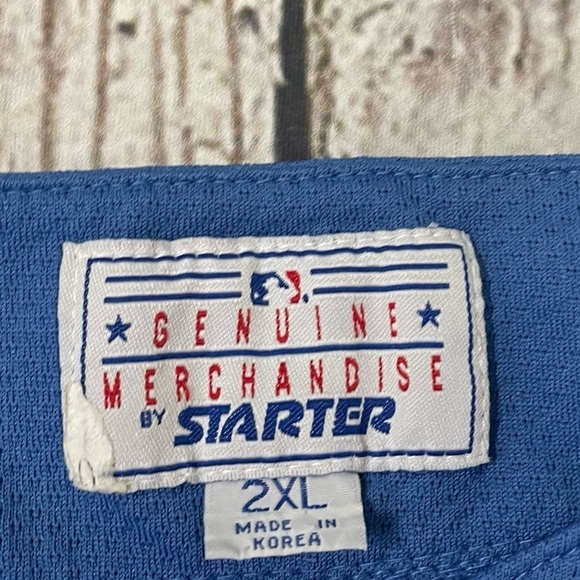 GENUINE
MERCHANDISE
BY STARTER
2XL
MADE IN
KOREA